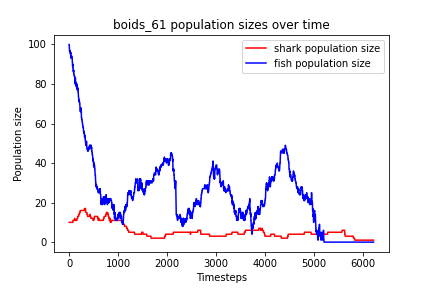 boids_61 population sizes over time
shark population size
fish population size
Population size
100
80
60
40
20
0
0 1000 2000 3000 4000 5000 6000
Timesteps